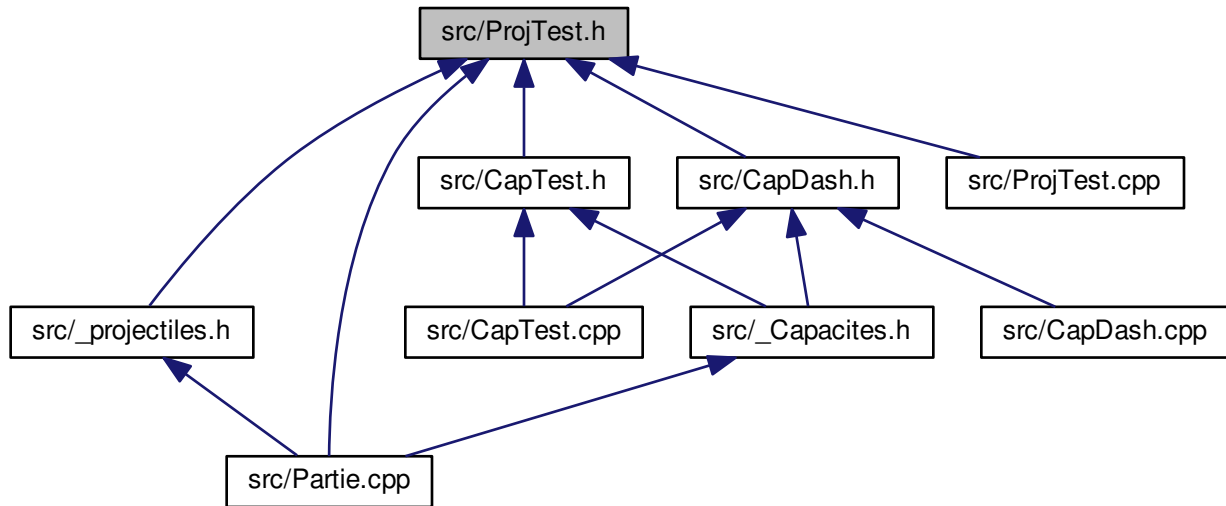 src/ProjTest.h
src/CapTest.h
src/CapDash.h
src/ProjTest.cpp
src/_projectiles.h
src/CapTest.cpp
src/_Capacites.h
src/CapDash.cpp
src/Partie.cpp